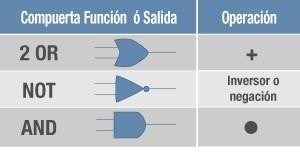 Compuerta Función ó Salida Operación
2 OR +
NOT Inversor o
negación
AND ●